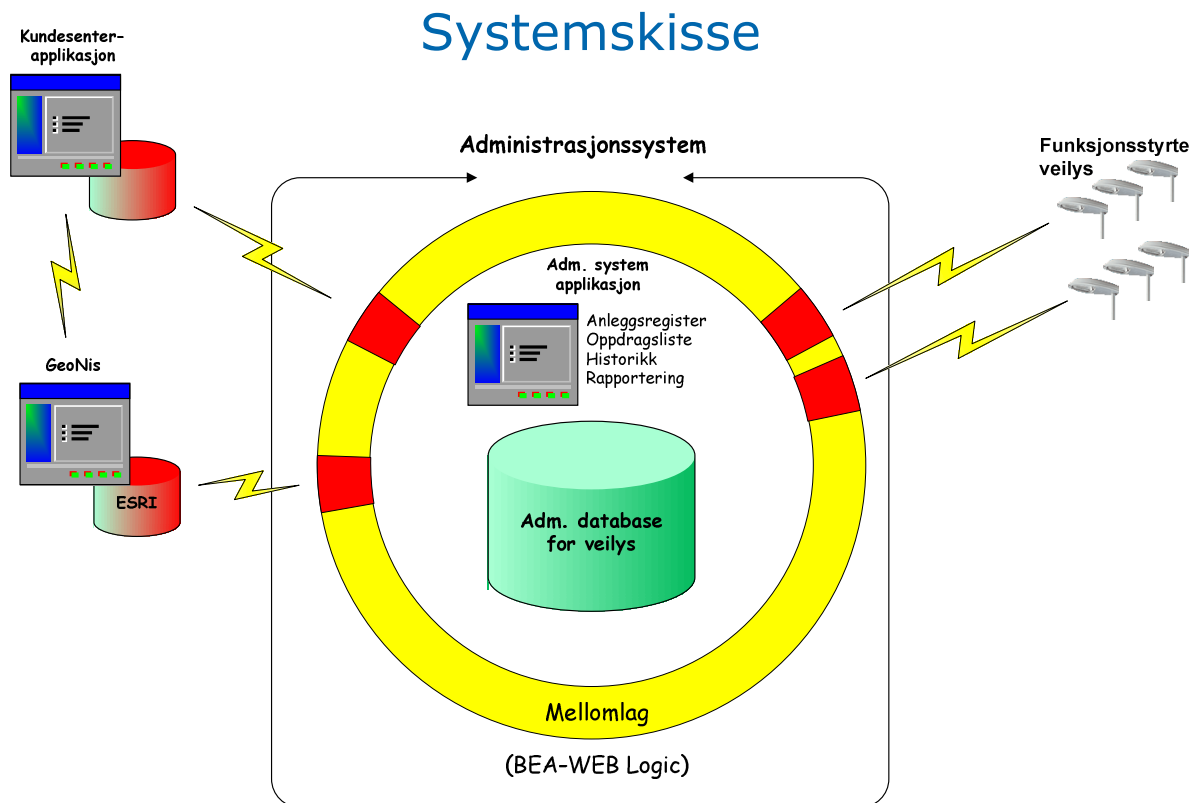 Systemskisse
Kundesenter-
applikasjon
Administrasjonssystem
Funksjonsstyrte
veilys
Adm. system
applikasjon
Anleggsregister
Oppdragsliste
Historikk
Rapportering
GeoNis
ESRI
Adm. database
for veilys
Mellomlag
(BEA-WEB Logic)